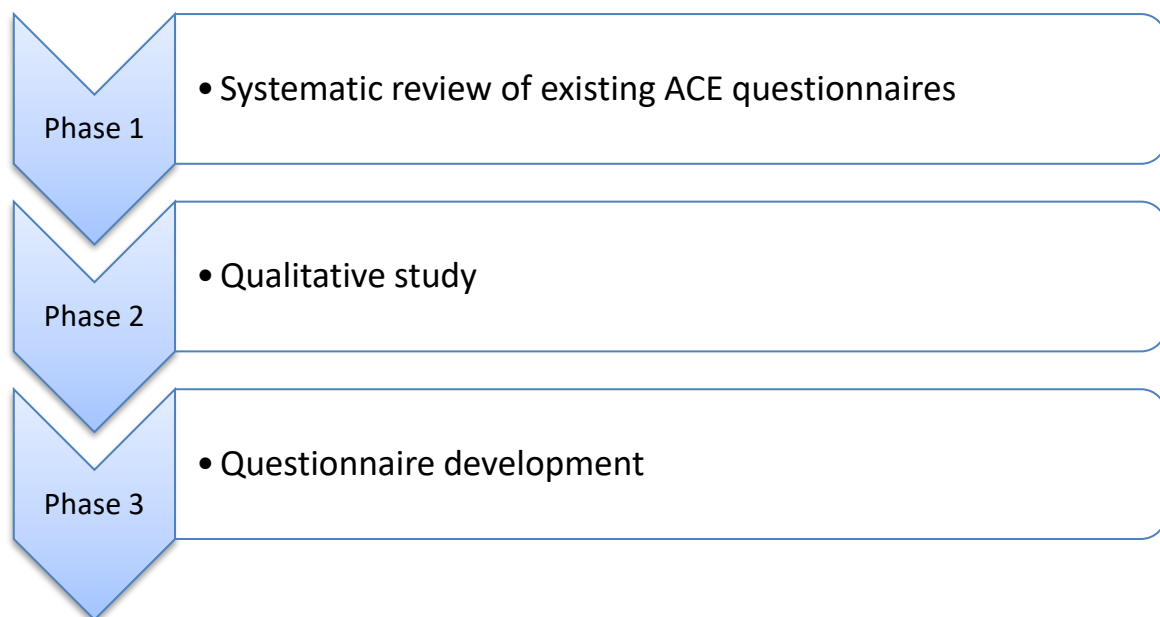 Phase 1
• Systematic review of existing ACE questionnaires
Phase 2
• Qualitative study
Phase 3
• Questionnaire development